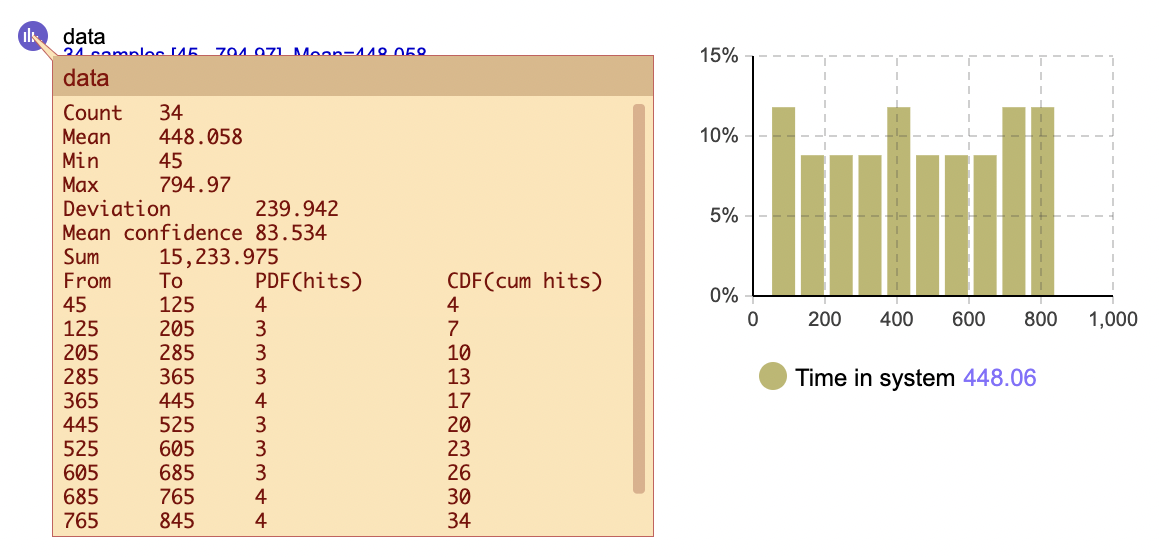 data
34 samples [45...794.97]. Mean=448.058
data
Count 34
Mean 448.058
Min 45
Max 794.97
Deviation 239.942
Mean confidence 83.534
Sum 15,233.975
From To PDF(hits) CDF(cum hits)
45 125 4 4
125 205 3 7
205 285 3 10
285 365 3 13
365 445 4 17
445 525 3 20
525 605 3 23
605 685 3 26
685 765 4 30
765 845 4 34
15%
10%
5%
0%
0 200 400 600 800 1,000
Time in system 448.06